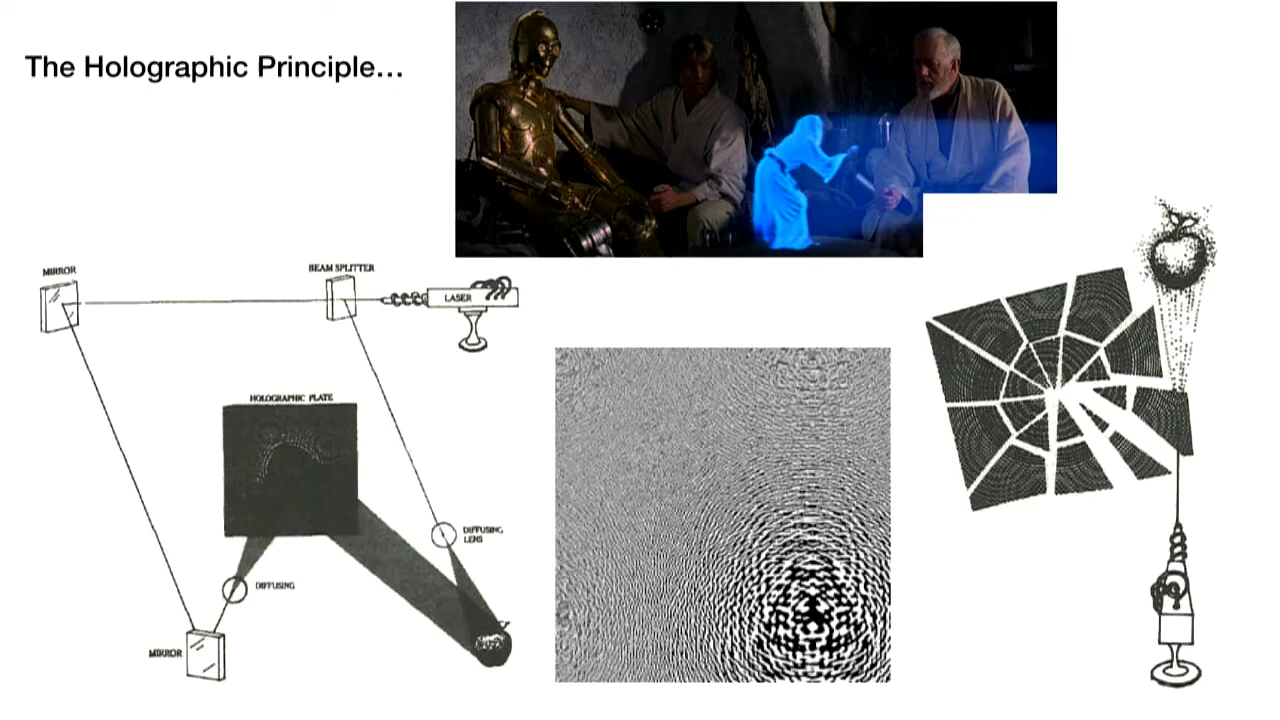 The Holographic Principle...
MIRROR
BEAM SPLITTER
LASER
HOLOGRAPHIC PLATE
DIFFUSING
LENS
DIFFUSING
MIRROR